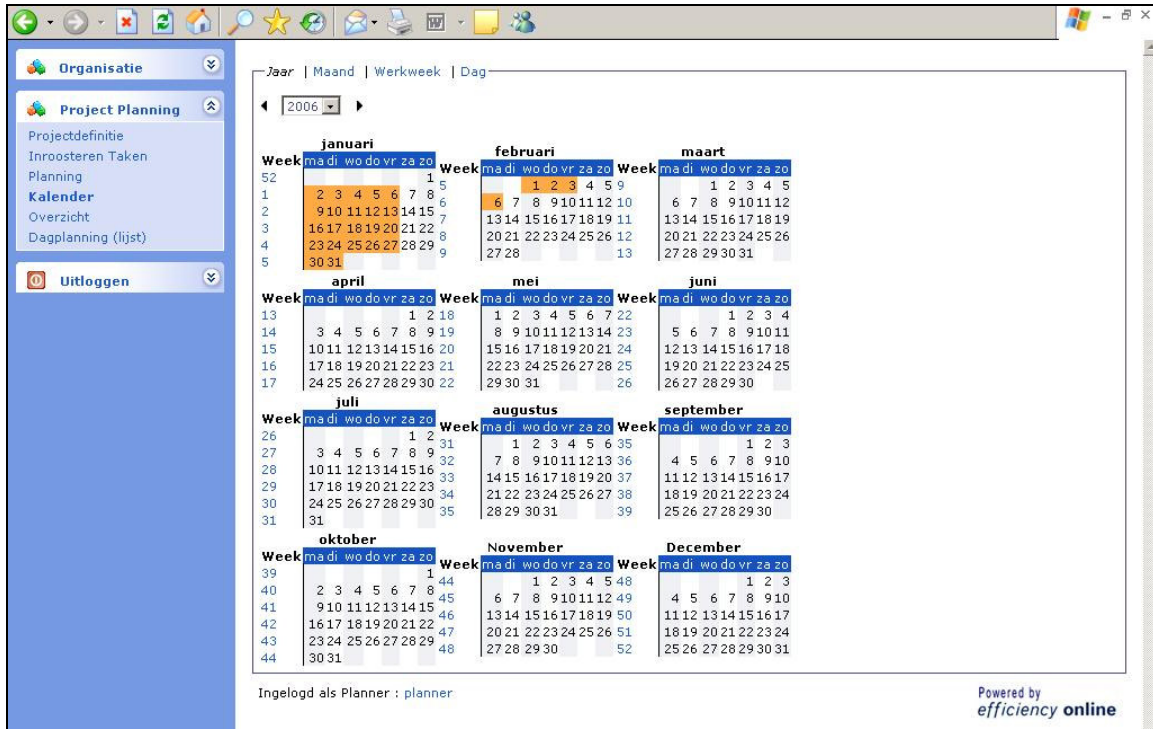 Organisatie
Project Planning
Projectdefinitie
Inroosteren Taken
Planning
Kalender
Overzicht
Dagplanning (lijst)
Uitloggen
Jaar | Maand | Werkweek | Dag
2006
januari
Week ma di wo do vr za zo
52 1
1 2 3 4 5 6 7 8
2 9 10 11 12 13 14 15
3 16 17 18 19 20 21 22
4 23 24 25 26 27 28 29
5 30 31
februari
Week ma di wo do vr za zo
5 1 2 3 4 5
6 6 7 8 9 10 11 12
7 13 14 15 16 17 18 19
8 20 21 22 23 24 25 26
9 27 28
maart
Week ma di wo do vr za zo
9 1 2 3 4 5
10 6 7 8 9 10 11 12
11 13 14 15 16 17 18 19
12 20 21 22 23 24 25 26
13 27 28 29 30 31
april
Week ma di wo do vr za zo
13 1 2
14 3 4 5 6 7 8 9
15 10 11 12 13 14 15 16
16 17 18 19 20 21 22 23
17 24 25 26 27 28 29 30
mei
Week ma di wo do vr za zo
18 1 2 3 4 5 6 7
19 8 9 10 11 12 13 14
20 15 16 17 18 19 20 21
21 22 23 24 25 26 27 28
22 29 30 31
juni
Week ma di wo do vr za zo
22 1 2 3 4
23 5 6 7 8 9 10 11
24 12 13 14 15 16 17 18
25 19 20 21 22 23 24 25
26 26 27 28 29 30
juli
Week ma di wo do vr za zo
26 1 2
27 3 4 5 6 7 8 9
28 10 11 12 13 14 15 16
29 17 18 19 20 21 22 23
30 24 25 26 27 28 29 30
31 31
augustus
Week ma di wo do vr za zo
31 1 2 3 4 5 6
32 7 8 9 10 11 12 13
33 14 15 16 17 18 19 20
34 21 22 23 24 25 26 27
35 28 29 30 31
september
Week ma di wo do vr za zo
35 1 2 3
36 4 5 6 7 8 9 10
37 11 12 13 14 15 16 17
38 18 19 20 21 22 23 24
39 25 26 27 28 29 30
oktober
Week ma di wo do vr za zo
39 1
40 2 3 4 5 6 7 8
41 9 10 11 12 13 14 15
42 16 17 18 19 20 21 22
43 23 24 25 26 27 28 29
44 30 31
November
Week ma di wo do vr za zo
44 1 2 3 4 5
45 6 7 8 9 10 11 12
46 13 14 15 16 17 18 19
47 20 21 22 23 24 25 26
48 27 28 29 30
December
Week ma di wo do vr za zo
48 1 2 3
49 4 5 6 7 8 9 10
50 11 12 13 14 15 16 17
51 18 19 20 21 22 23 24
52 25 26 27 28 29 30 31
Ingelogd als Planner : planner
Powered by
efficiency online